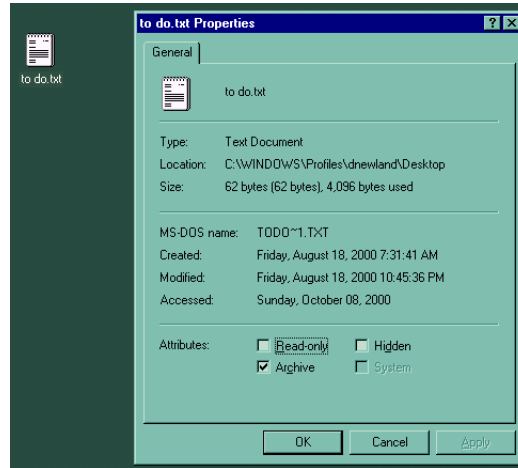 to do.txt
to do.txt Properties
General
to do.txt
Type: Text Document
Location: C:\WINDOWS\Profiles\dnewland\Desktop
Size: 62 bytes (62 bytes), 4,096 bytes used
MS-DOS name: TODO~1.TXT
Created: Friday, August 18, 2000 7:31:41 AM
Modified: Friday, August 18, 2000 10:45:36 PM
Accessed: Sunday, October 08, 2000
Attributes: Read-only Hidden
Archive System
OK Cancel Apply